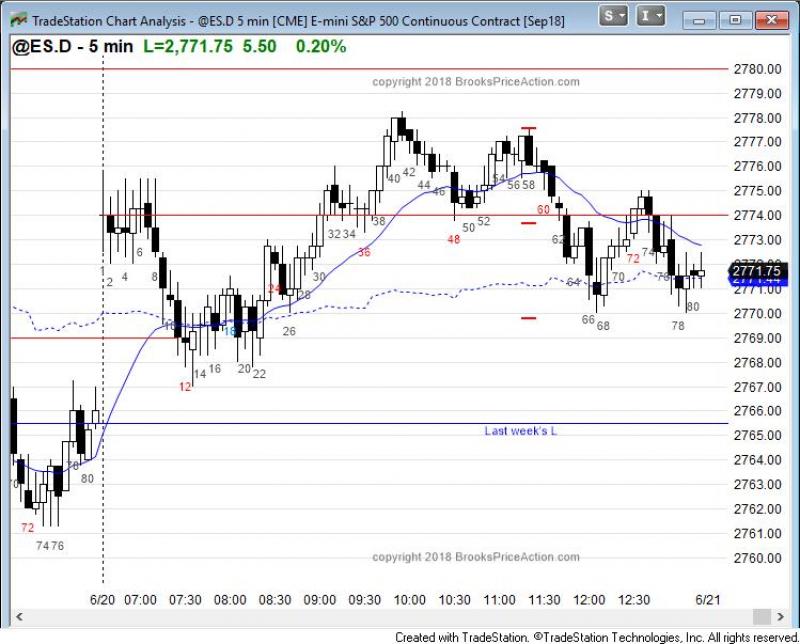 TradeStation Chart Analysis - @ES.D 5 min [CME] E-mini S&P 500 Continuous Contract [Sep18]
S
I
@ES.D - 5 min L=2,771.75 5.50 0.20%
copyright 2018 BrooksPriceAction.com
2780.00
2779.00
2778.00
2777.00
2776.00
2775.00
2774.00
2773.00
2771.75
2771.44
2771.00
2770.00
2769.00
2768.00
2767.00
2766.00
2765.00
2764.00
2763.00
2762.00
2761.00
2760.00
40 42 44 46 54 56 58
32 34 38 50 52 60
2 4 6 8 36 48 62 72 74
24 28 30 64 70 76
18 26 66 68 78 80
12 14 16 20 22
Last week's L
78 80
72
74 76
copyright 2018 BrooksPriceAction.com
6/20 07:00 07:30 08:00 08:30 09:00 09:30 10:00 10:30 11:00 11:30 12:00 12:30 6/21
Created with TradeStation. ©TradeStation Technologies, Inc. All rights reserved.